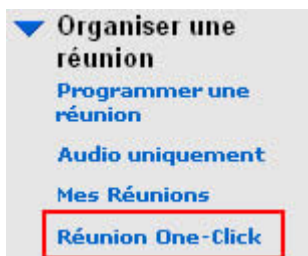 Organiser une
réunion
Programmer une
réunion
Audio uniquement
Mes Réunions
Réunion One-Click